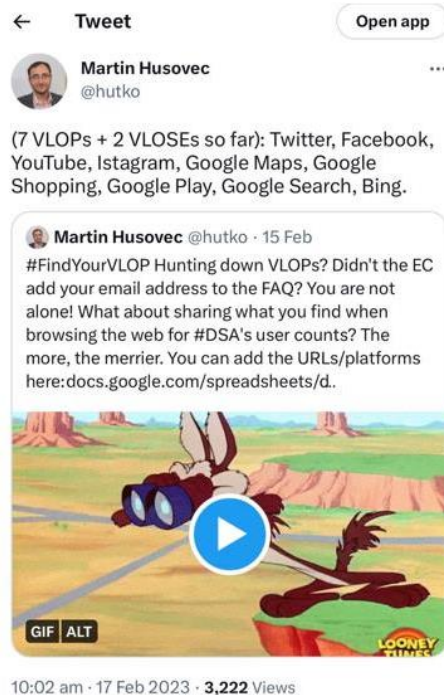 ← Tweet
Open app
Martin Husovec
@hutko
(7 VLOPs + 2 VLOSEs so far): Twitter, Facebook,
YouTube, Istagram, Google Maps, Google
Shopping, Google Play, Google Search, Bing.
Martin Husovec @hutko · 15 Feb
#FindYourVLOP Hunting down VLOPs? Didn't the EC
add your email address to the FAQ? You are not
alone! What about sharing what you find when
browsing the web for #DSA's user counts? The
more, the merrier. You can add the URLs/platforms
here:docs.google.com/spreadsheets/d..
GIF ALT
LOONEY
TUNES
10:02 am · 17 Feb 2023 · 3,222 Views